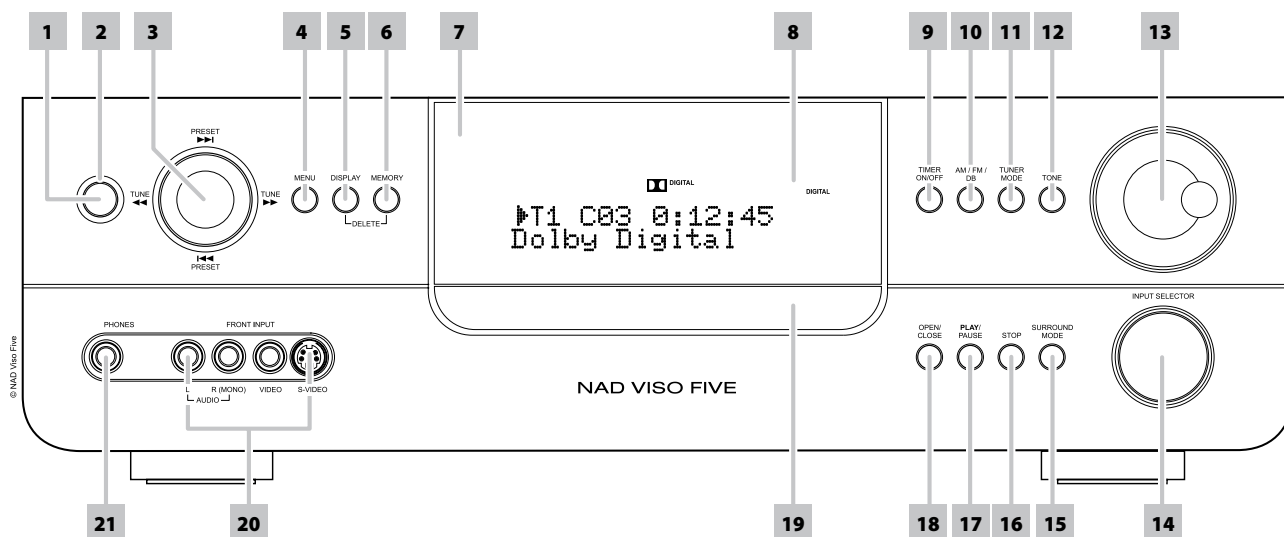 1 2 3 4 5 6 7 8 9 10 11 12 13
PRESET
TUNE
TUNE
PRESET
MENU DISPLAY MEMORY
DELETE
DIGITAL
DIGITAL
T1 C03 0:12:45
Dolby Digital
TIMER ON/OFF
AM / FM / DB
TUNER MODE
TONE
PHONES FRONT INPUT
L R (MONO) VIDEO S-VIDEO
AUDIO
NAD VISO FIVE
OPEN/ CLOSE
PLAY/ PAUSE
STOP
SURROUND MODE
INPUT SELECTOR
© NAD Viso Five
21 20 19 18 17 16 15 14